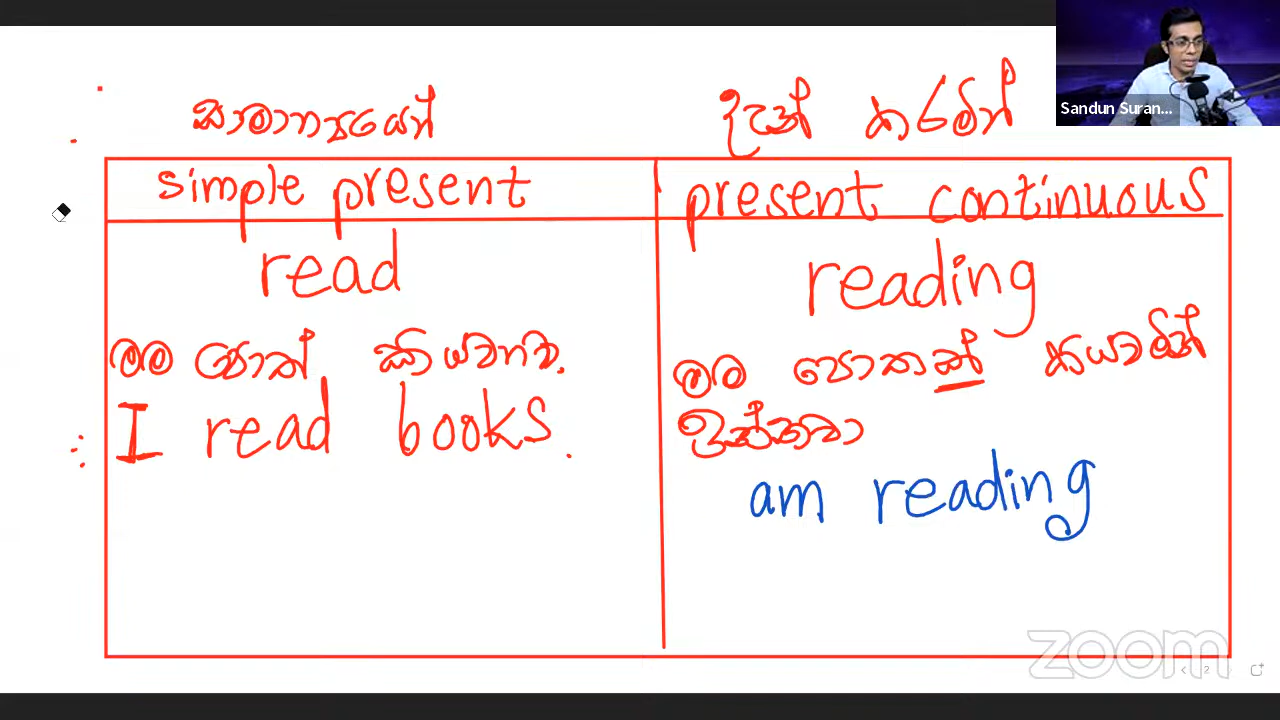 Sandun Suran...
සාමාන්‍යයෙන්
දැන් කරමින්
simple present
present continuous
read
reading
මම පොත් කියවනව.
I read books.
මම පොතක් කියවමින්
ඉන්නවා
am reading
zoom
2